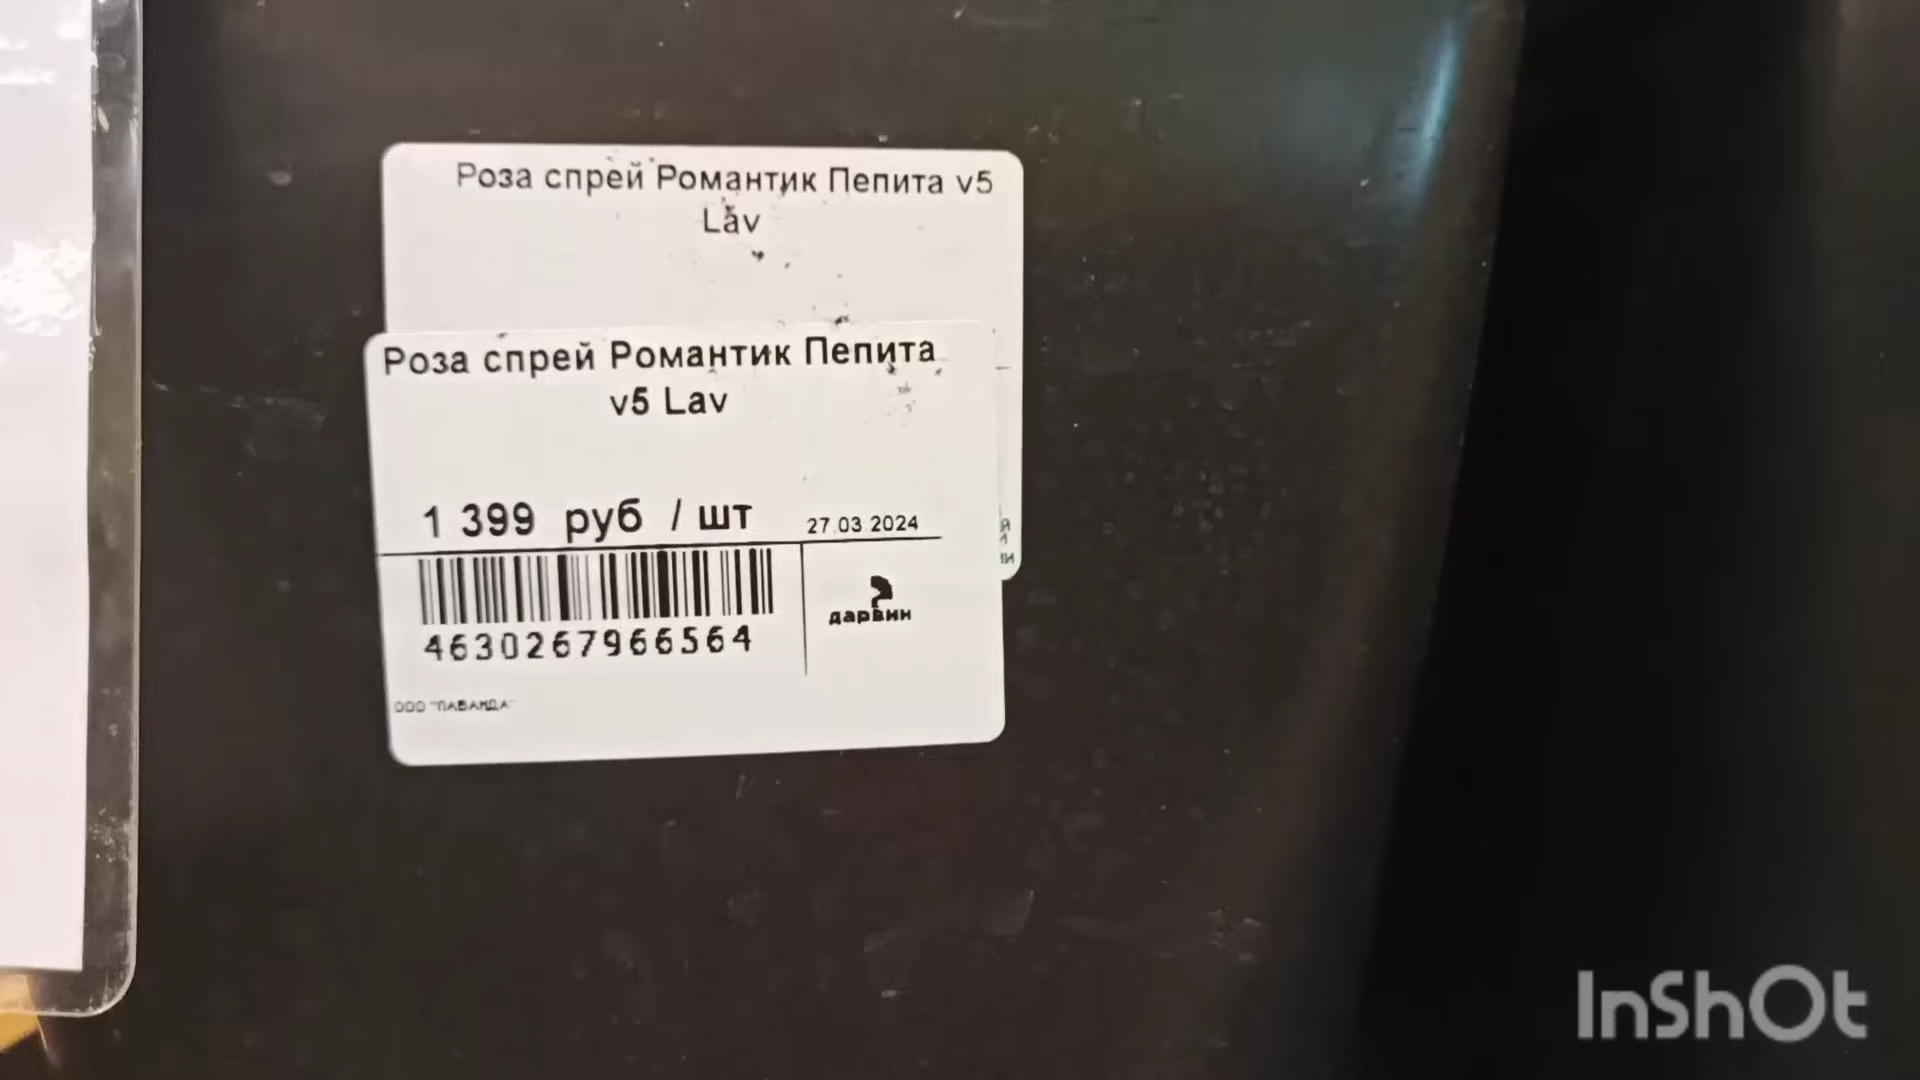 Роза спрей Романтик Пепита v5
Lav
Роза спрей Романтик Пепита
v5 Lav
1 399 руб / шт
27.03.2024
4630267966564
дарвин
ООО "ЛАВАНДА"
InShOt